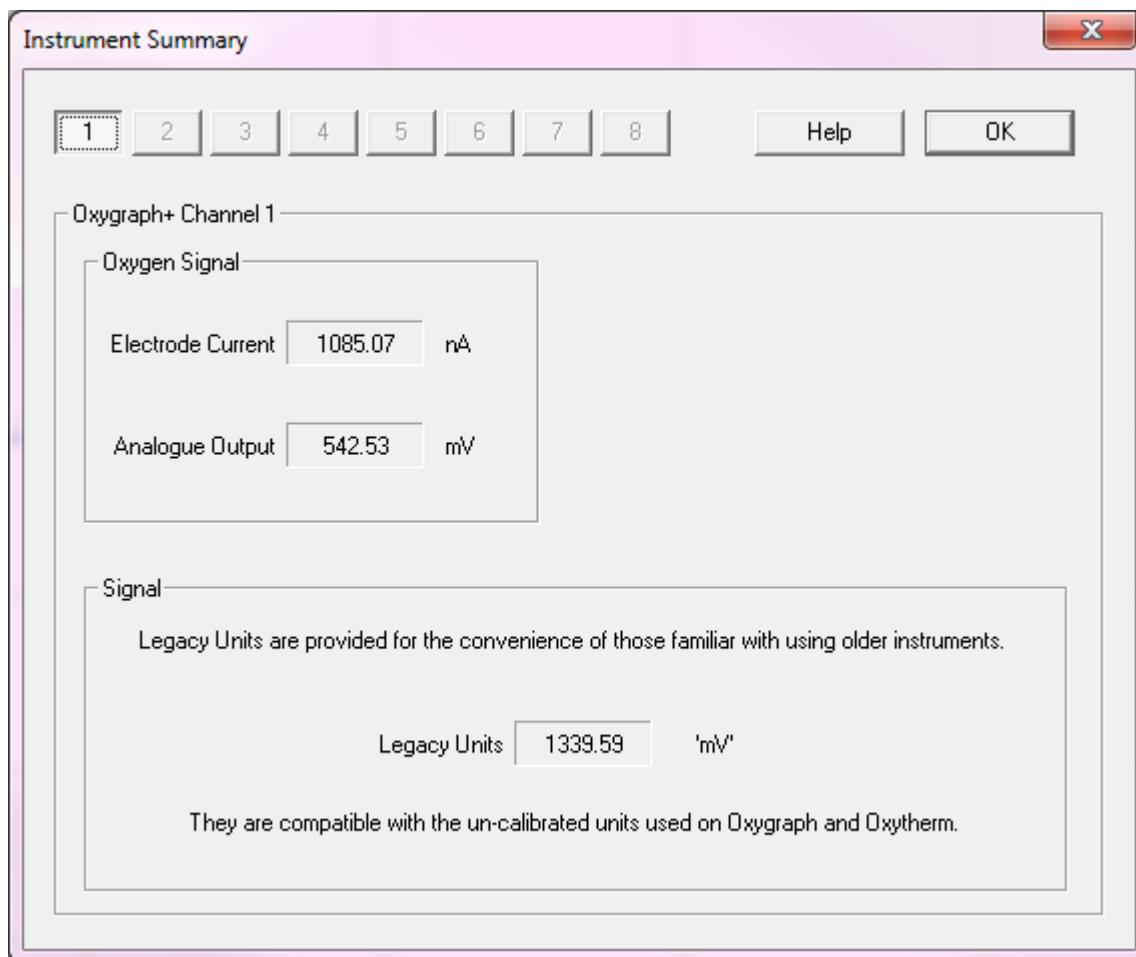 Instrument Summary
1 2 3 4 5 6 7 8 Help OK
Oxygraph+ Channel 1
Oxygen Signal
Electrode Current 1085.07 nA
Analogue Output 542.53 mV
Signal
Legacy Units are provided for the convenience of those familiar with using older instruments.
Legacy Units 1339.59 'mV'
They are compatible with the un-calibrated units used on Oxygraph and Oxytherm.